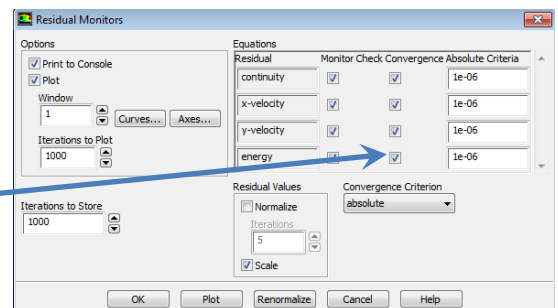 Residual Monitors
Options
Print to Console
Plot
Window
1
Curves... Axes...
Iterations to Plot
1000
Iterations to Store
1000
Equations
Residual Monitor Check Convergence Absolute Criteria
continuity 1e-06
x-velocity 1e-06
y-velocity 1e-06
energy 1e-06
Residual Values
Normalize
Iterations
5
Scale
Convergence Criterion
absolute
OK Plot Renormalize Cancel Help